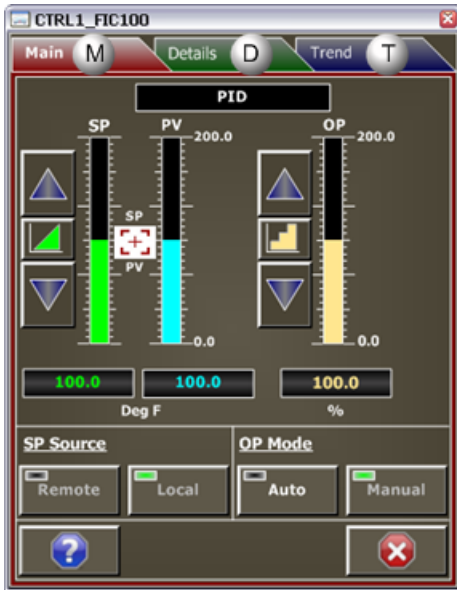 CTRL1_FIC100
Main M Details D Trend T
PID
SP PV OP
200.0 200.0
SP
PV
0.0 0.0
100.0 100.0 100.0
Deg F %
SP Source OP Mode
Remote Local Auto Manual
?